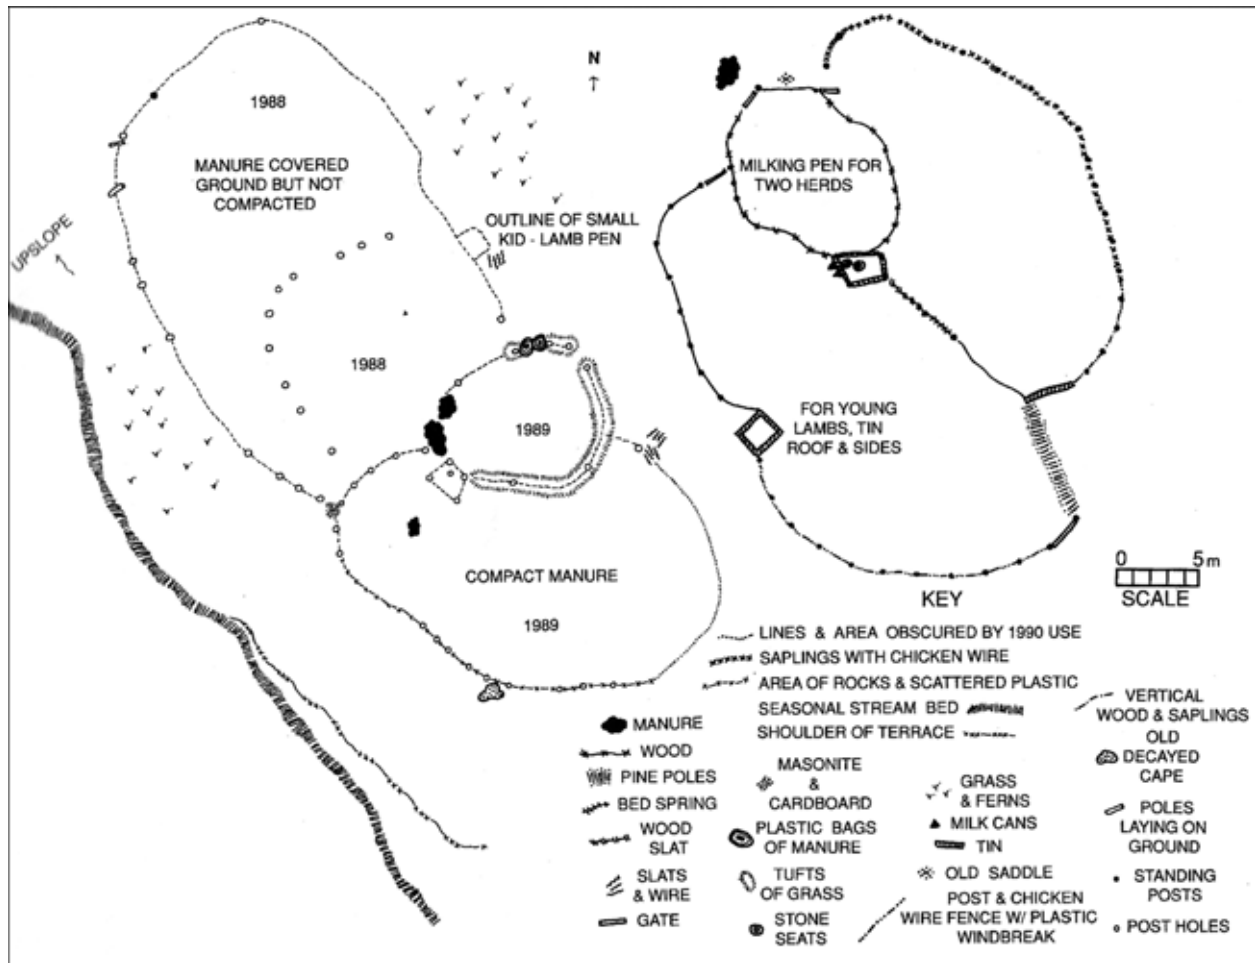 1988
MANURE COVERED
GROUND BUT NOT
COMPACTED
UPSLOPE
N
OUTLINE OF SMALL
KID - LAMB PEN
1988
1989
COMPACT MANURE
1989
MILKING PEN FOR
TWO HERDS
FOR YOUNG
LAMBS, TIN
ROOF & SIDES
0 5m
SCALE
KEY
LINES & AREA OBSCURED BY 1990 USE
SAPLINGS WITH CHICKEN WIRE
AREA OF ROCKS & SCATTERED PLASTIC
SEASONAL STREAM BED
SHOULDER OF TERRACE
MANURE
WOOD
PINE POLES
BED SPRING
WOOD
SLAT
SLATS
& WIRE
GATE
MASONITE
&
CARDBOARD
PLASTIC BAGS
OF MANURE
TUFTS
OF GRASS
STONE
SEATS
GRASS
& FERNS
MILK CANS
TIN
OLD SADDLE
POST & CHICKEN
WIRE FENCE W/ PLASTIC
WINDBREAK
VERTICAL
WOOD & SAPLINGS
OLD
DECAYED
CAPE
POLES
LAYING ON
GROUND
STANDING
POSTS
POST HOLES